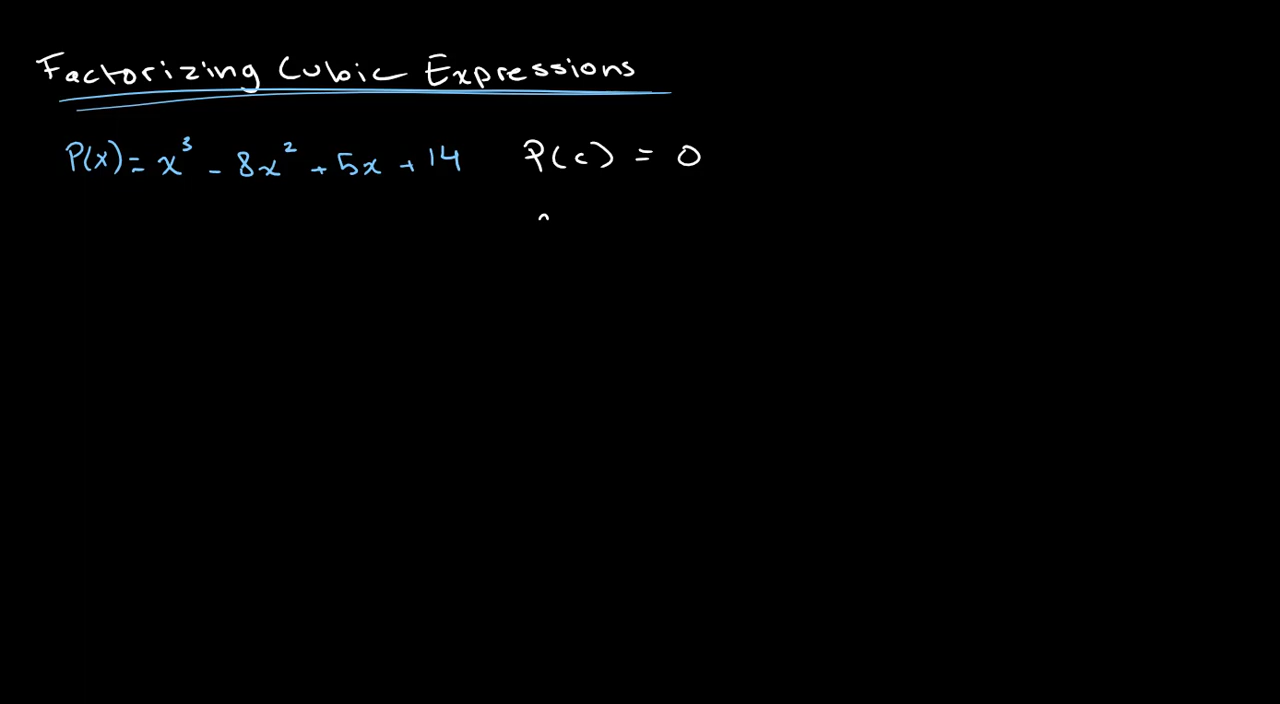 Factorizing Cubic Expressions
P(x) = x³ - 8x² + 5x + 14 P(c) = 0